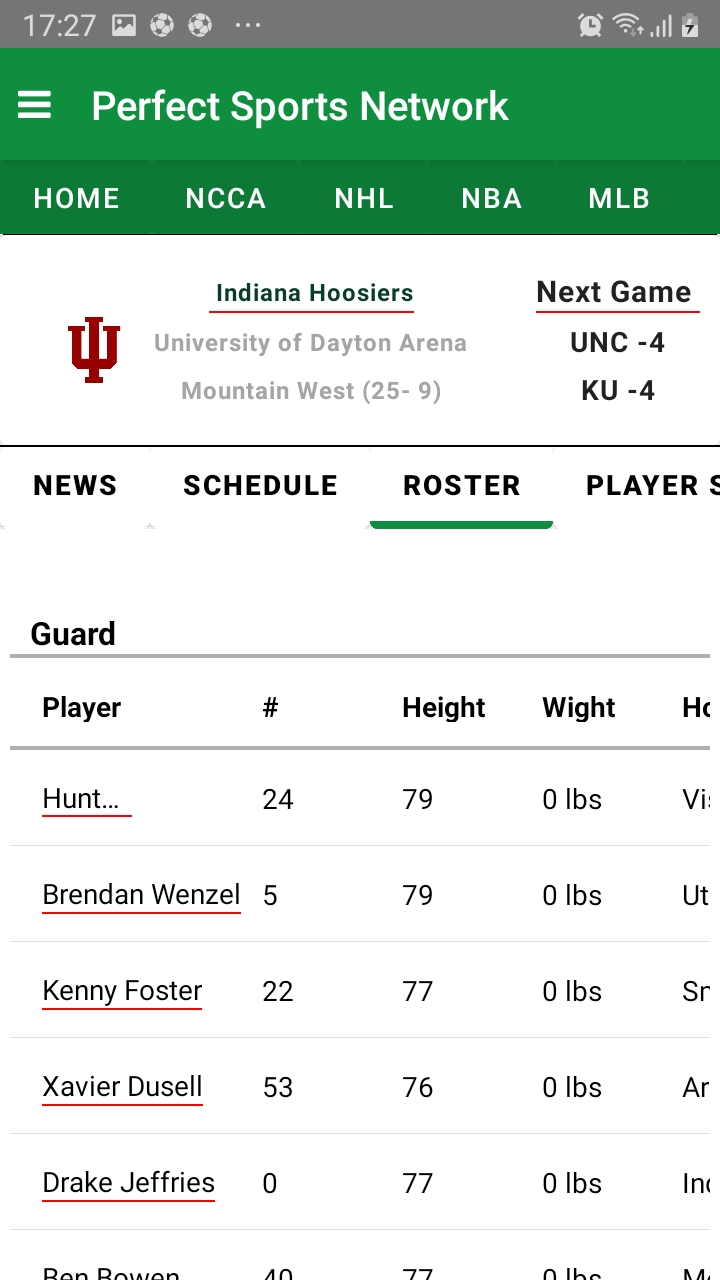 17:27
Perfect Sports Network
HOME NCCA NHL NBA MLB
Indiana Hoosiers Next Game
University of Dayton Arena UNC -4
Mountain West (25- 9) KU -4
NEWS SCHEDULE ROSTER PLAYER S
Guard
Player # Height Wight Ho
Hunt... 24 79 0 lbs Vis
Brendan Wenzel 5 79 0 lbs Ut
Kenny Foster 22 77 0 lbs Sn
Xavier Dusell 53 76 0 lbs Ar
Drake Jeffries 0 77 0 lbs Ind
Ben Bowen 40 77 0 lbs